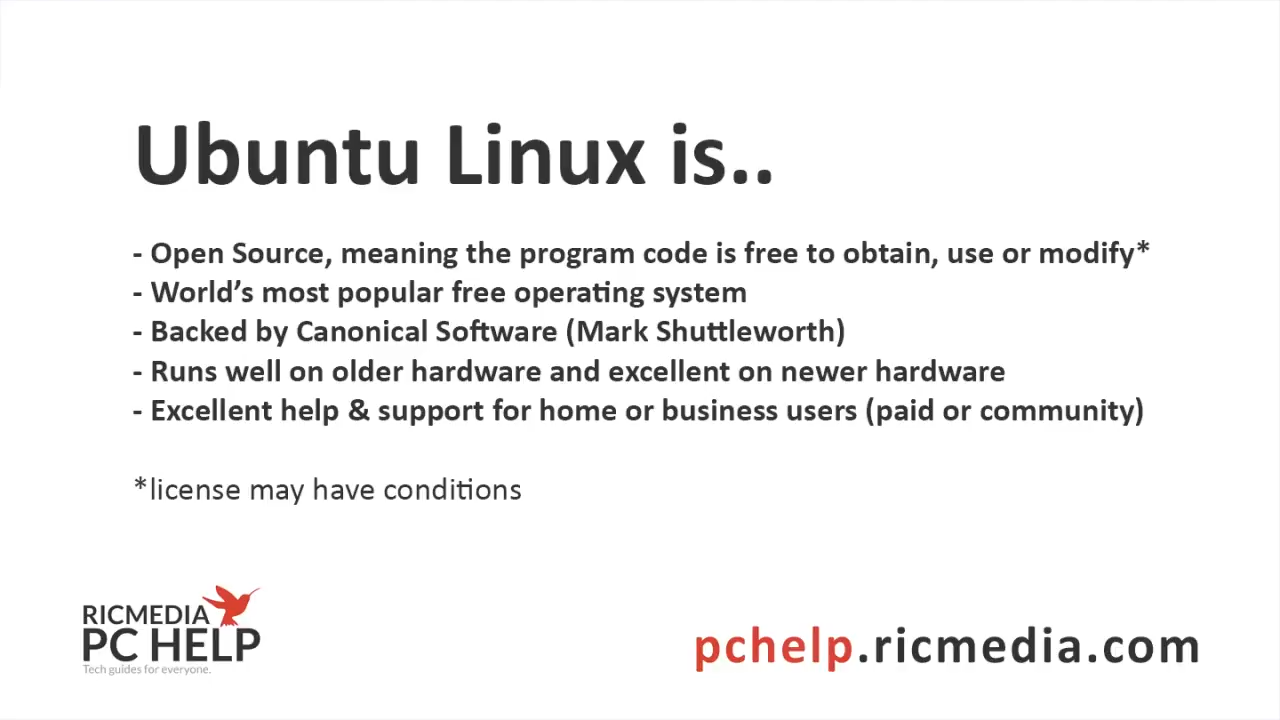 Ubuntu Linux is..
- Open Source, meaning the program code is free to obtain, use or modify*
- World’s most popular free operating system
- Backed by Canonical Software (Mark Shuttleworth)
- Runs well on older hardware and excellent on newer hardware
- Excellent help & support for home or business users (paid or community)
*license may have conditions
RICMEDIA
PC HELP
Tech guides for everyone.
pchelp.ricmedia.com